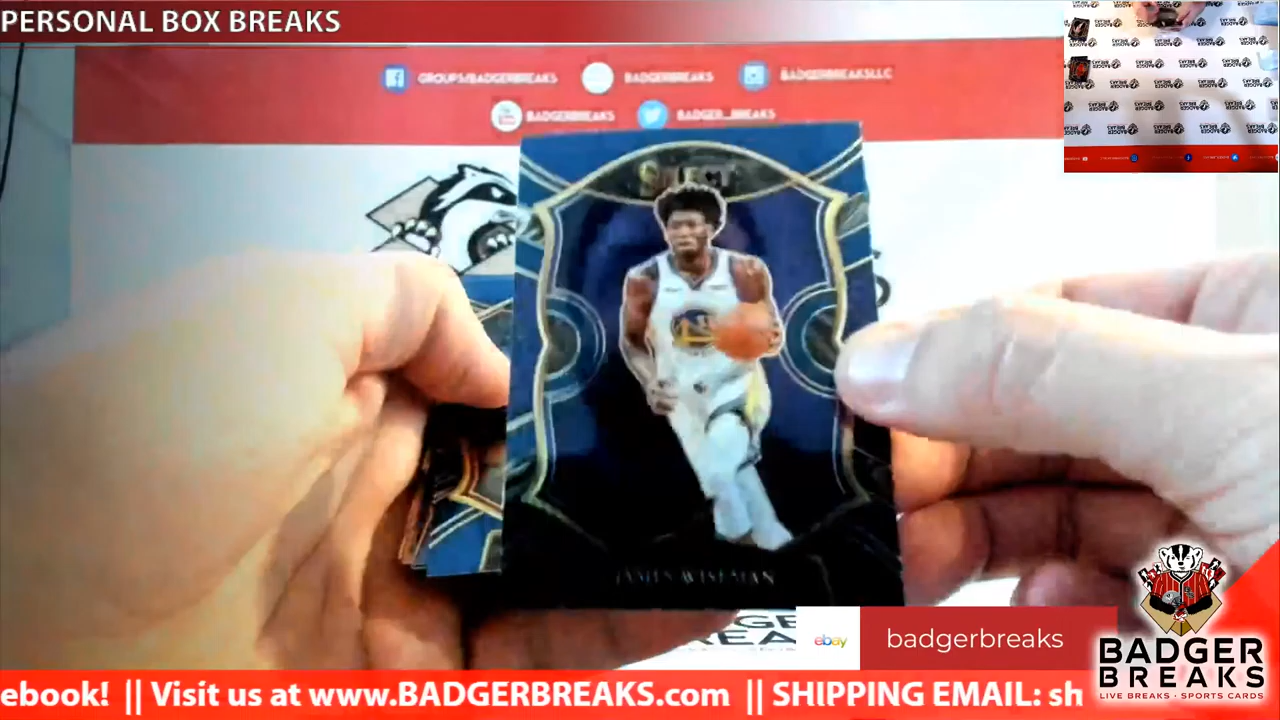 PERSONAL BOX BREAKS
GROUPS/BADGERBREAKS
BADGERBREAKS
BADGERBREAKSLLC
BADGERBREAKS
BADGER_BREAKS
SELECT
JAMES WISEMAN
ebay
badgerbreaks
BADGER
BREAKS
LIVE BREAKS • SPORTS CARDS
ebook! || Visit us at www.BADGERBREAKS.com || SHIPPING EMAIL: sh